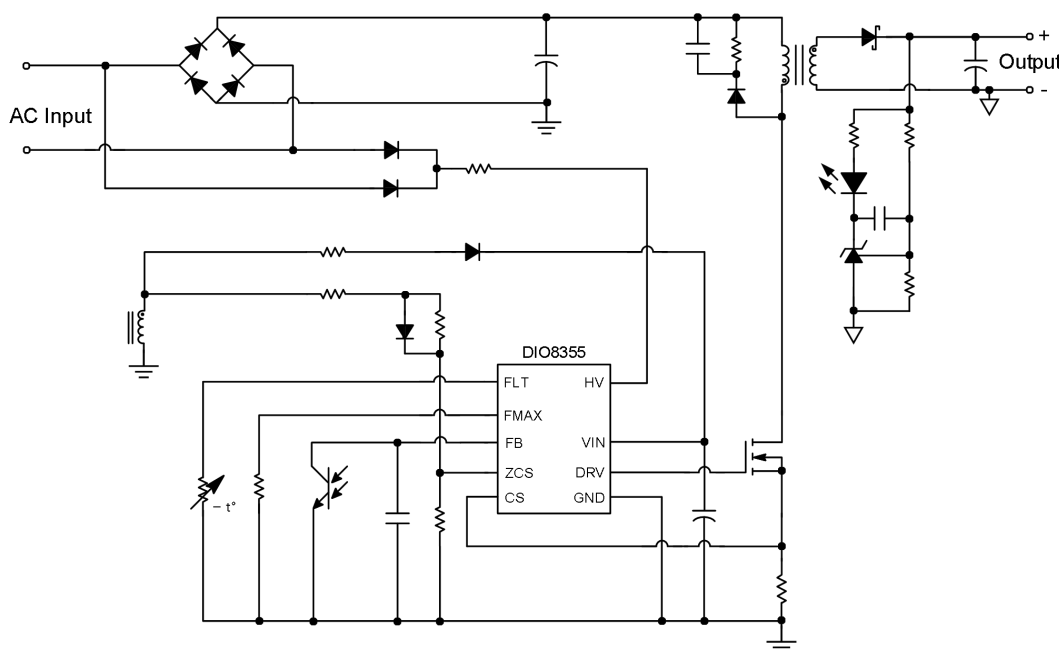 +
Output
-
AC Input
DIO8355
FLT
HV
FMAX
FB
VIN
ZCS
DRV
CS
GND
- t°